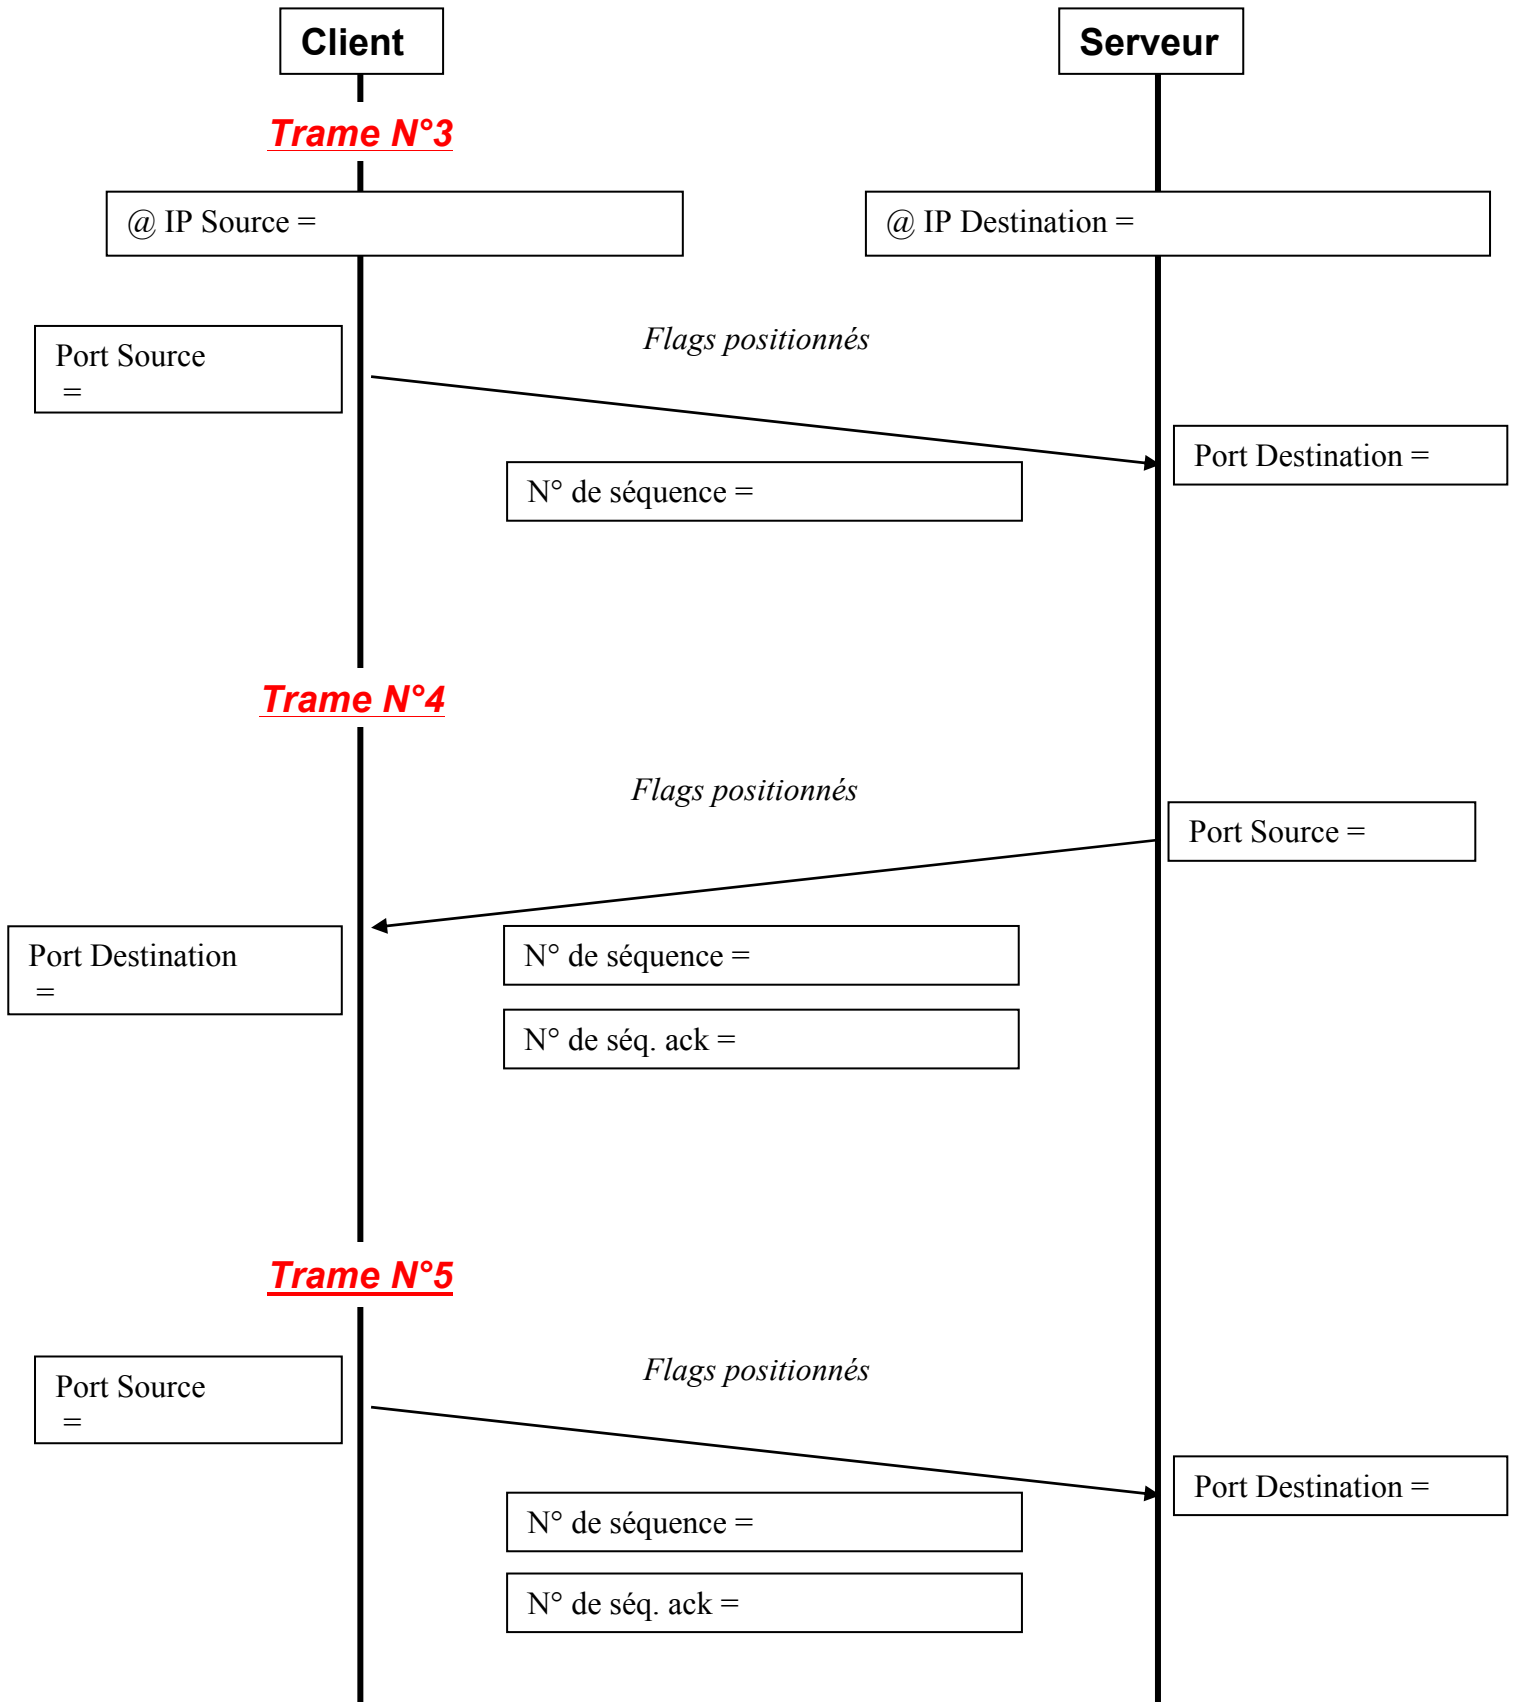 Client
Serveur
Trame N°3
@ IP Source =
@ IP Destination =
Flags positionnés
Port Source
=
Port Destination =
N° de séquence =
Trame N°4
Flags positionnés
Port Source =
Port Destination
=
N° de séquence =
N° de séq. ack =
Trame N°5
Flags positionnés
Port Source
=
Port Destination =
N° de séquence =
N° de séq. ack =